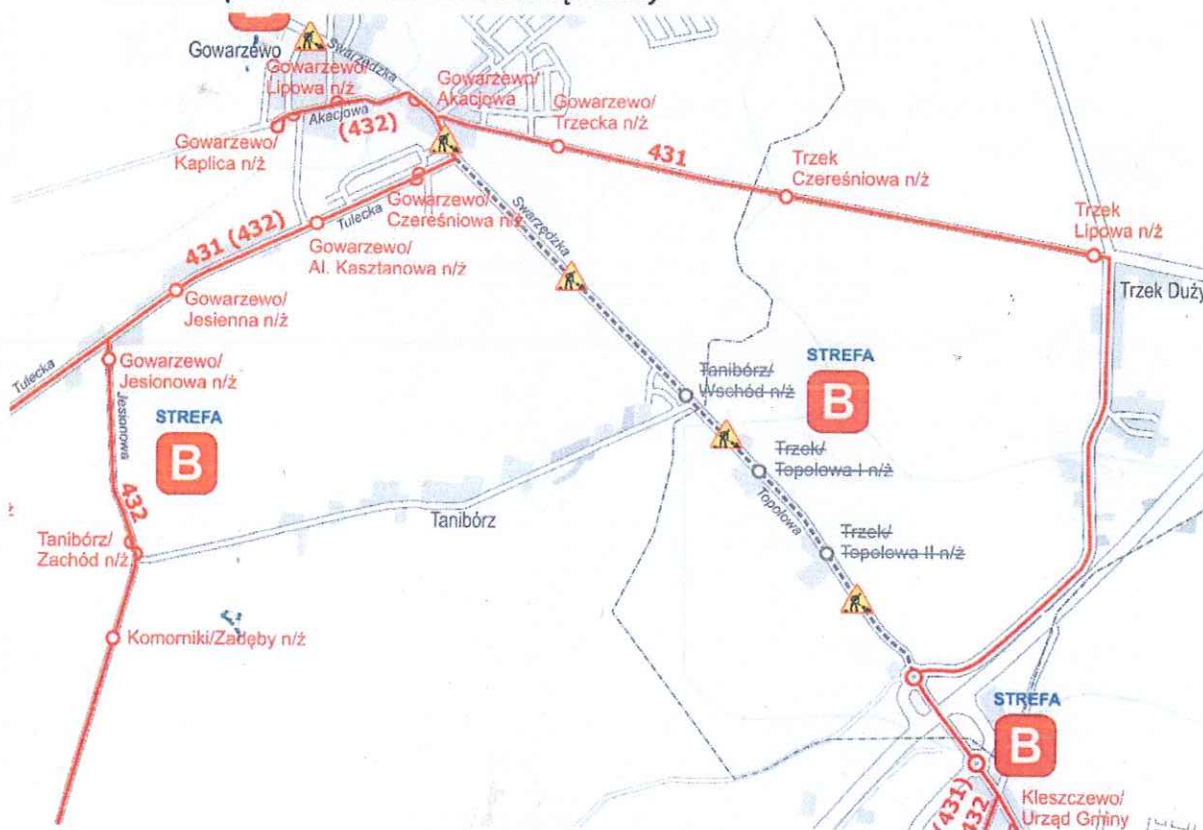 Gowarzewo
Swarzędzka
Gowarzewo/
Lipowa n/ż
Akacjowa
(432)
Gowarzewo/
Kaplica n/ż
Gowarzewo/
Akacjowa
Gowarzewo/
Trzecka n/ż
431
Trzek
Czereśniowa n/ż
Trzek
Lipowa n/ż
Trzek Duży
Gowarzewo/
Czereśniowa n/ż
Tulecka
431 (432)
Gowarzewo/
Al. Kasztanowa n/ż
Swarzędzka
Gowarzewo/
Jesienna n/ż
Tulecka
Gowarzewo/
Jesionowa n/ż
Jesionowa
STREFA
B
432
Tanibórz/
Wschód n/ż
STREFA
B
Trzek/
Topolowa I n/ż
Topolowa
Tanibórz
Tanibórz/
Zachód n/ż
Trzek/
Topolowa II n/ż
Komorniki/Zadęby n/ż
STREFA
B
Kleszczewo/
Urząd Gminy
(431)
432